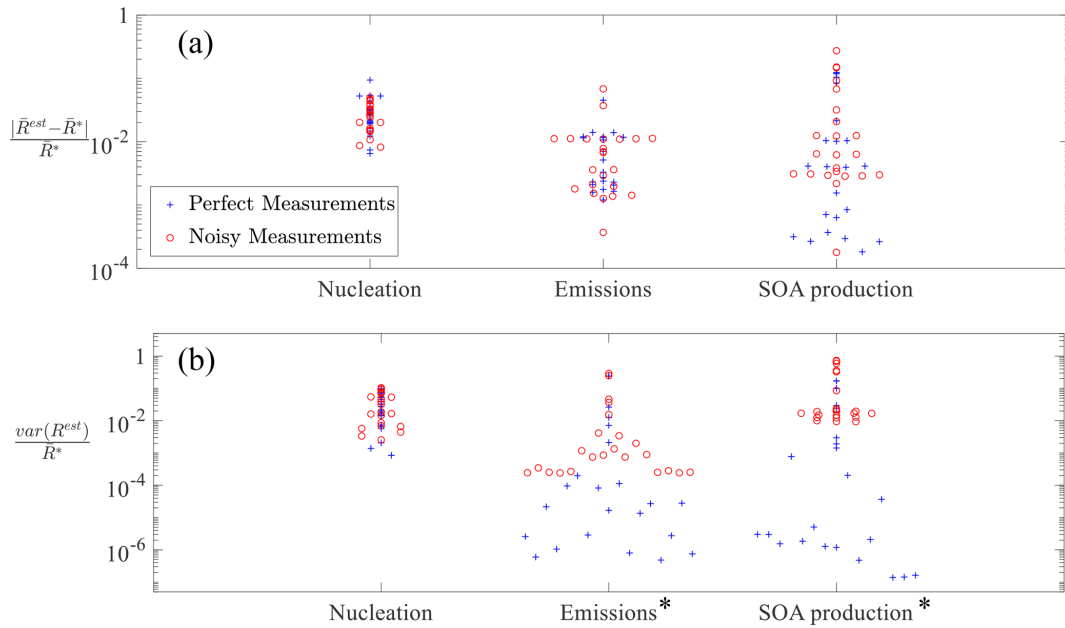 1
(a)
|R̄^est−R̄*|
R̄*
10^-2
+ Perfect Measurements
○ Noisy Measurements
10^-4
Nucleation Emissions SOA production
(b)
1
10^-2
var(R^est)
R̄*
10^-4
10^-6
Nucleation Emissions* SOA production*